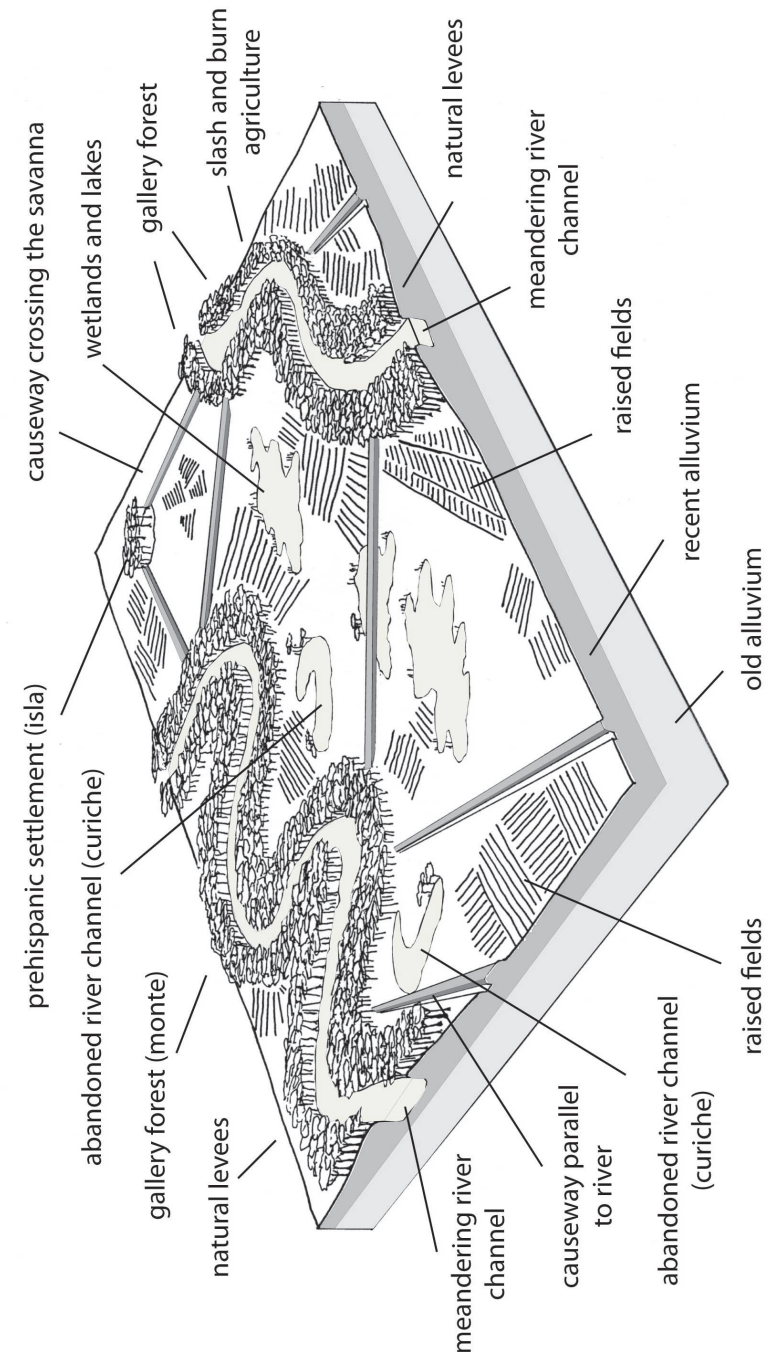 prehispanic settlement (isla)
causeway crossing the savanna
abandoned river channel (curiche)
wetlands and lakes
gallery forest (monte)
gallery forest
natural levees
slash and burn
agriculture
meandering river
channel
natural levees
causeway parallel
to river
meandering river
channel
abandoned river channel
(curiche)
raised fields
raised fields
recent alluvium
old alluvium